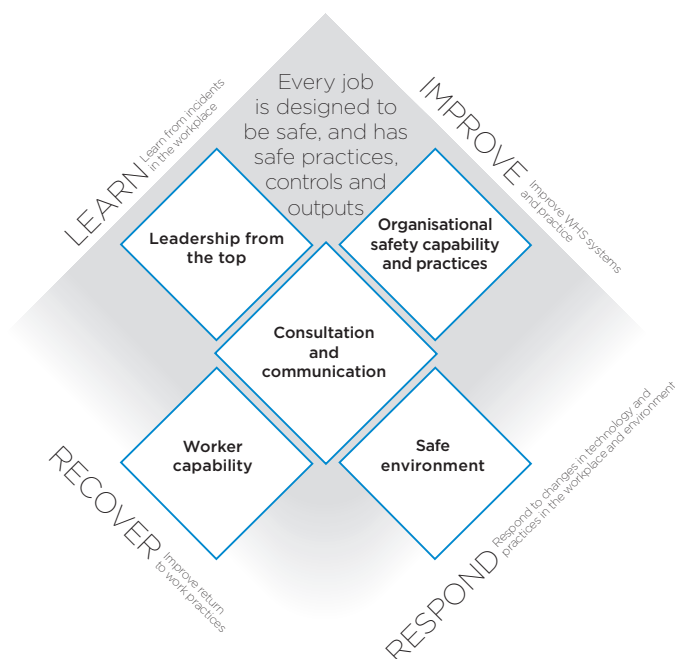 Every job
is designed to
be safe, and has
safe practices,
controls and
outputs
LEARN
Learn from incidents
in the workplace
IMPROVE
Improve WHS systems
and practice
Leadership from
the top
Organisational
safety capability
and practices
Consultation
and
communication
Worker
capability
Safe
environment
RECOVER
Improve return
to work practices
RESPOND
Respond to changes in technology and
practices in the workplace and environment